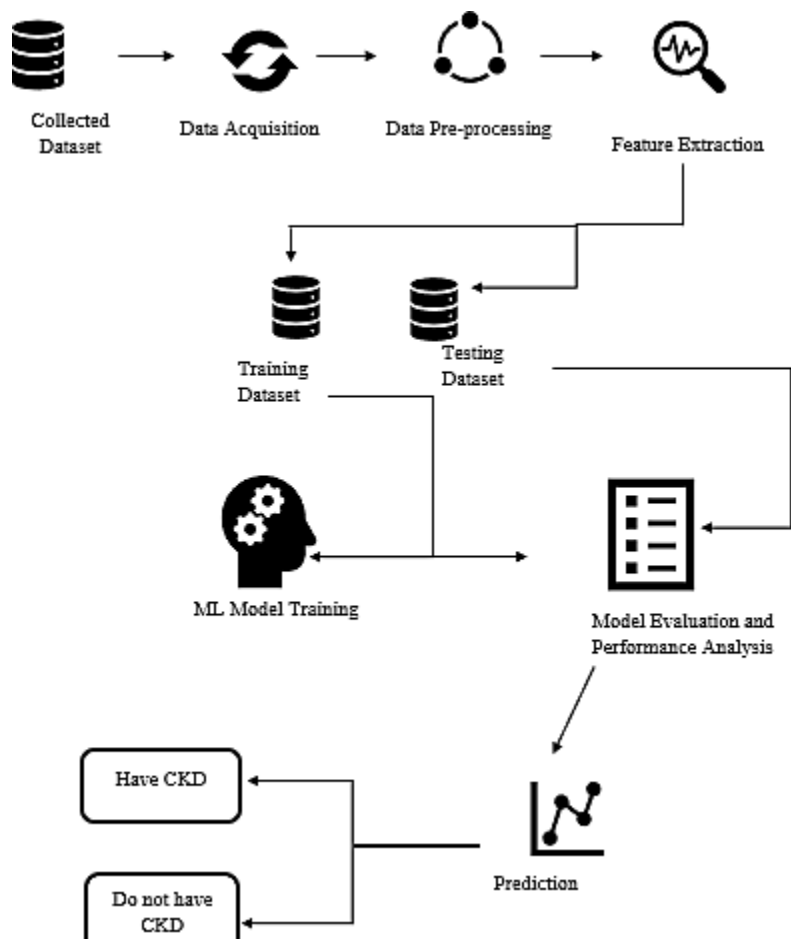 Collected
Dataset
Data Acquisition
Data Pre-processing
Feature Extraction
Training
Dataset
Testing
Dataset
ML Model Training
Model Evaluation and
Performance Analysis
Have CKD
Prediction
Do not have
CKD